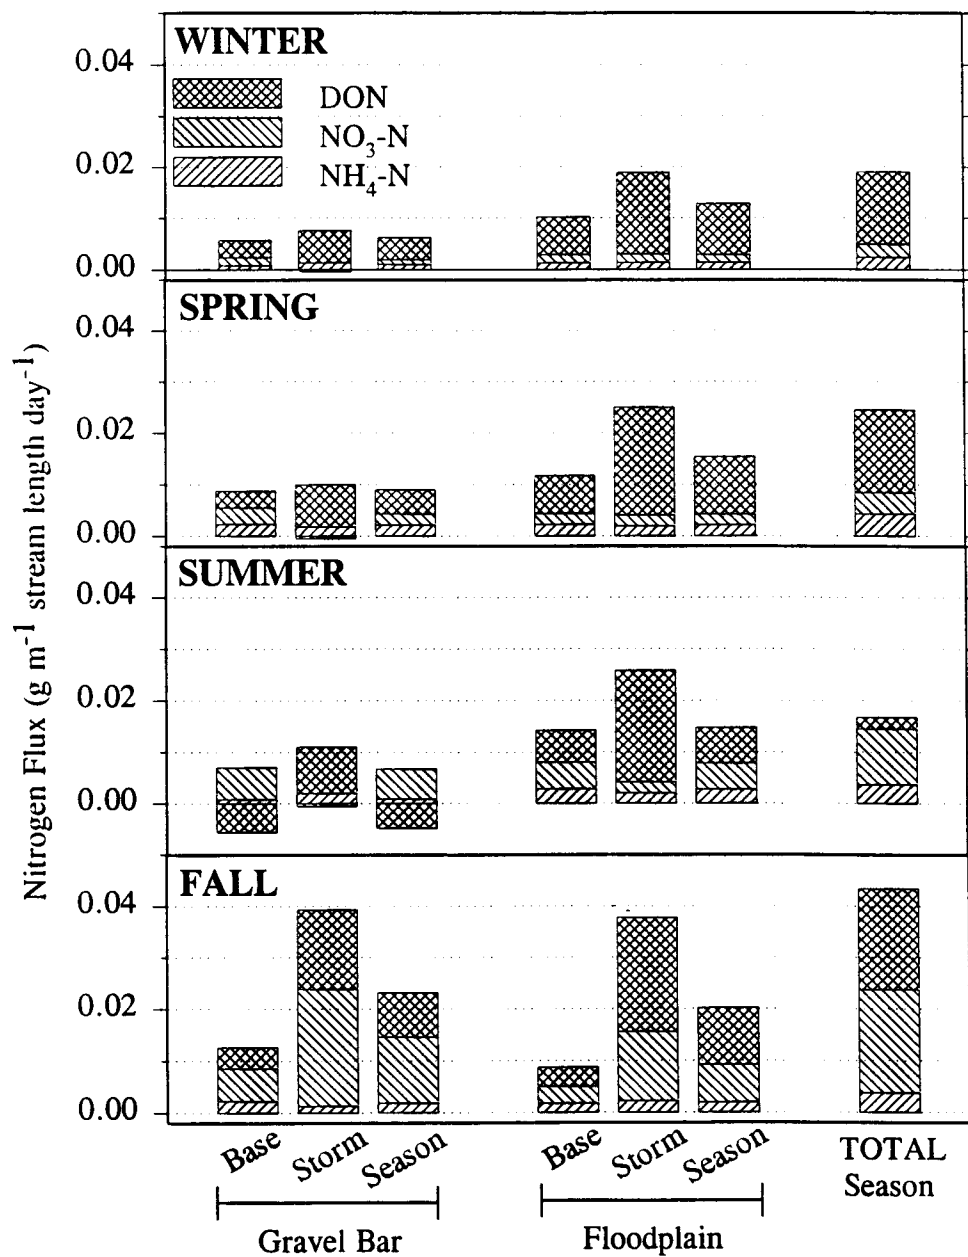 Nitrogen Flux (g m⁻¹ stream length day⁻¹)
WINTER
DON
NO₃-N
NH₄-N
0.04
0.02
0.00
SPRING
0.04
0.02
0.00
SUMMER
0.04
0.02
0.00
FALL
0.04
0.02
0.00
Base Storm Season Base Storm Season TOTAL
Season
Gravel Bar Floodplain